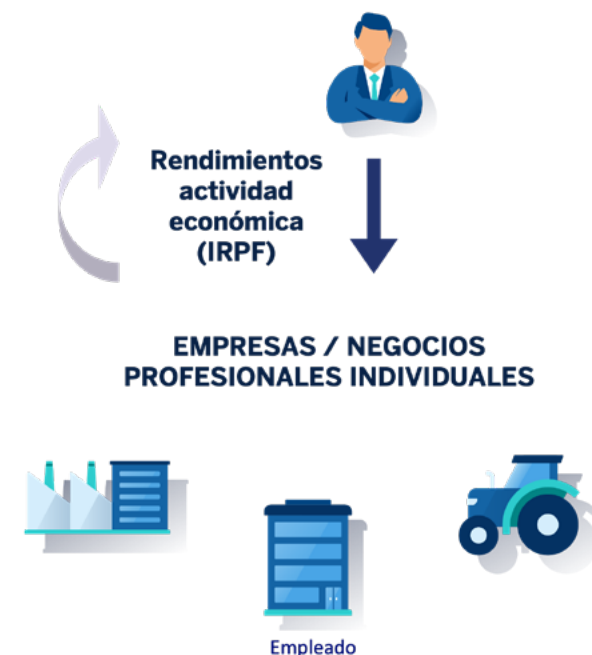 Rendimientos
actividad
económica
(IRPF)
EMPRESAS / NEGOCIOS
PROFESIONALES INDIVIDUALES
Empleado